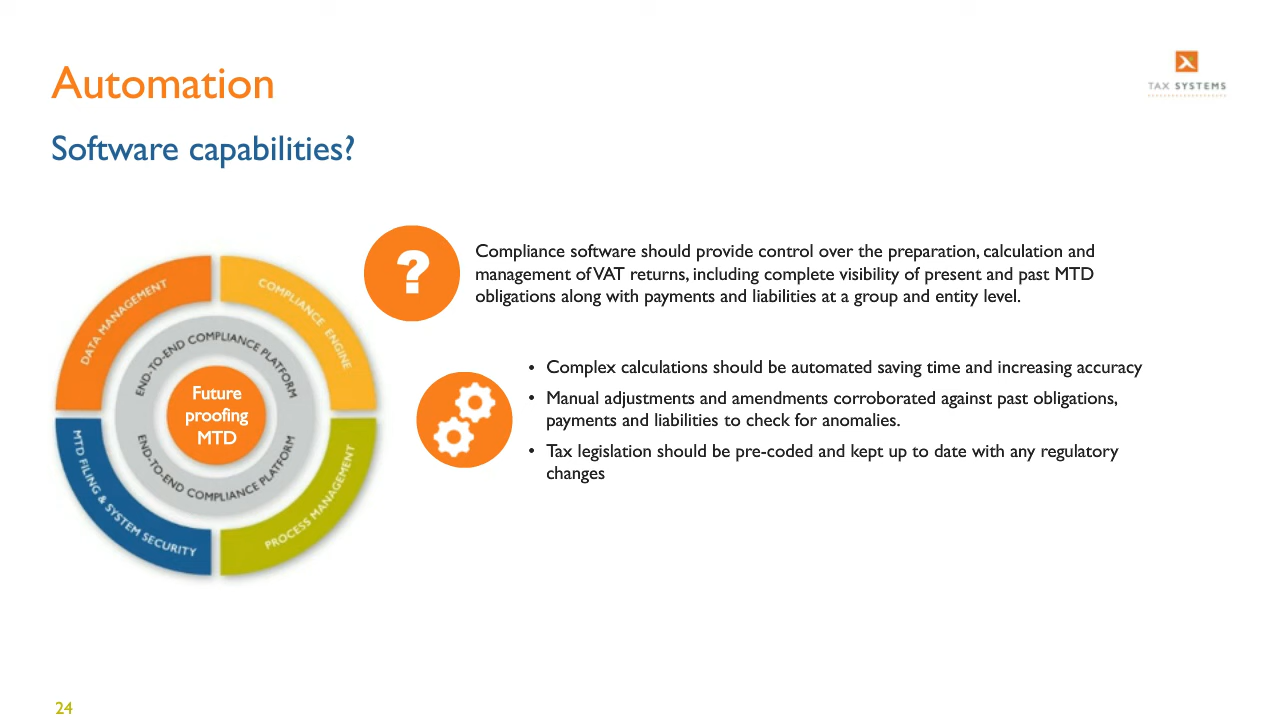 Automation
TAX SYSTEMS
Software capabilities?
Compliance software should provide control over the preparation, calculation and
management of VAT returns, including complete visibility of present and past MTD
obligations along with payments and liabilities at a group and entity level.
DATA MANAGEMENT
COMPLIANCE ENGINE
END-TO-END COMPLIANCE PLATFORM
Future
proofing
MTD
END-TO-END COMPLIANCE PLATFORM
MTD FILING & SYSTEM SECURITY
PROCESS MANAGEMENT
• Complex calculations should be automated saving time and increasing accuracy
• Manual adjustments and amendments corroborated against past obligations,
payments and liabilities to check for anomalies.
• Tax legislation should be pre-coded and kept up to date with any regulatory
changes
24